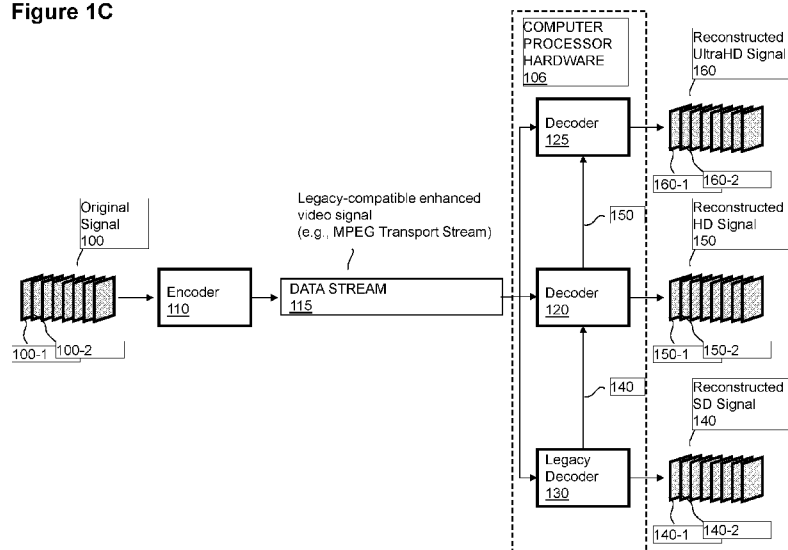 Figure 1C
COMPUTER
PROCESSOR
HARDWARE
106
Reconstructed
UltraHD Signal
160
Decoder
125
160-1
160-2
Original
Signal
100
Legacy-compatible enhanced
video signal
(e.g., MPEG Transport Stream)
150
Reconstructed
HD Signal
150
Encoder
110
DATA STREAM
115
Decoder
120
100-1
100-2
150-1
150-2
140
Reconstructed
SD Signal
140
Legacy
Decoder
130
140-1
140-2